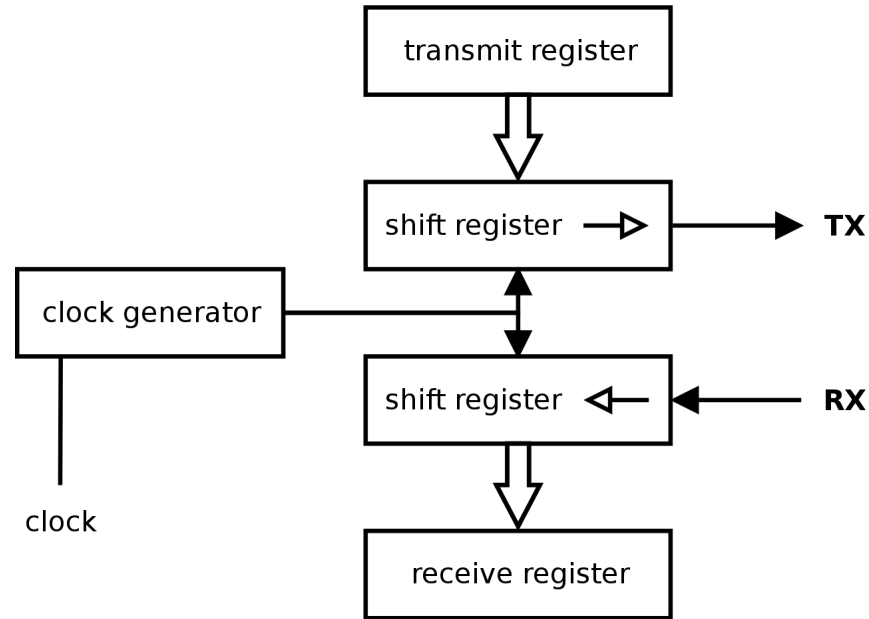 transmit register
shift register
TX
clock generator
shift register
RX
clock
receive register